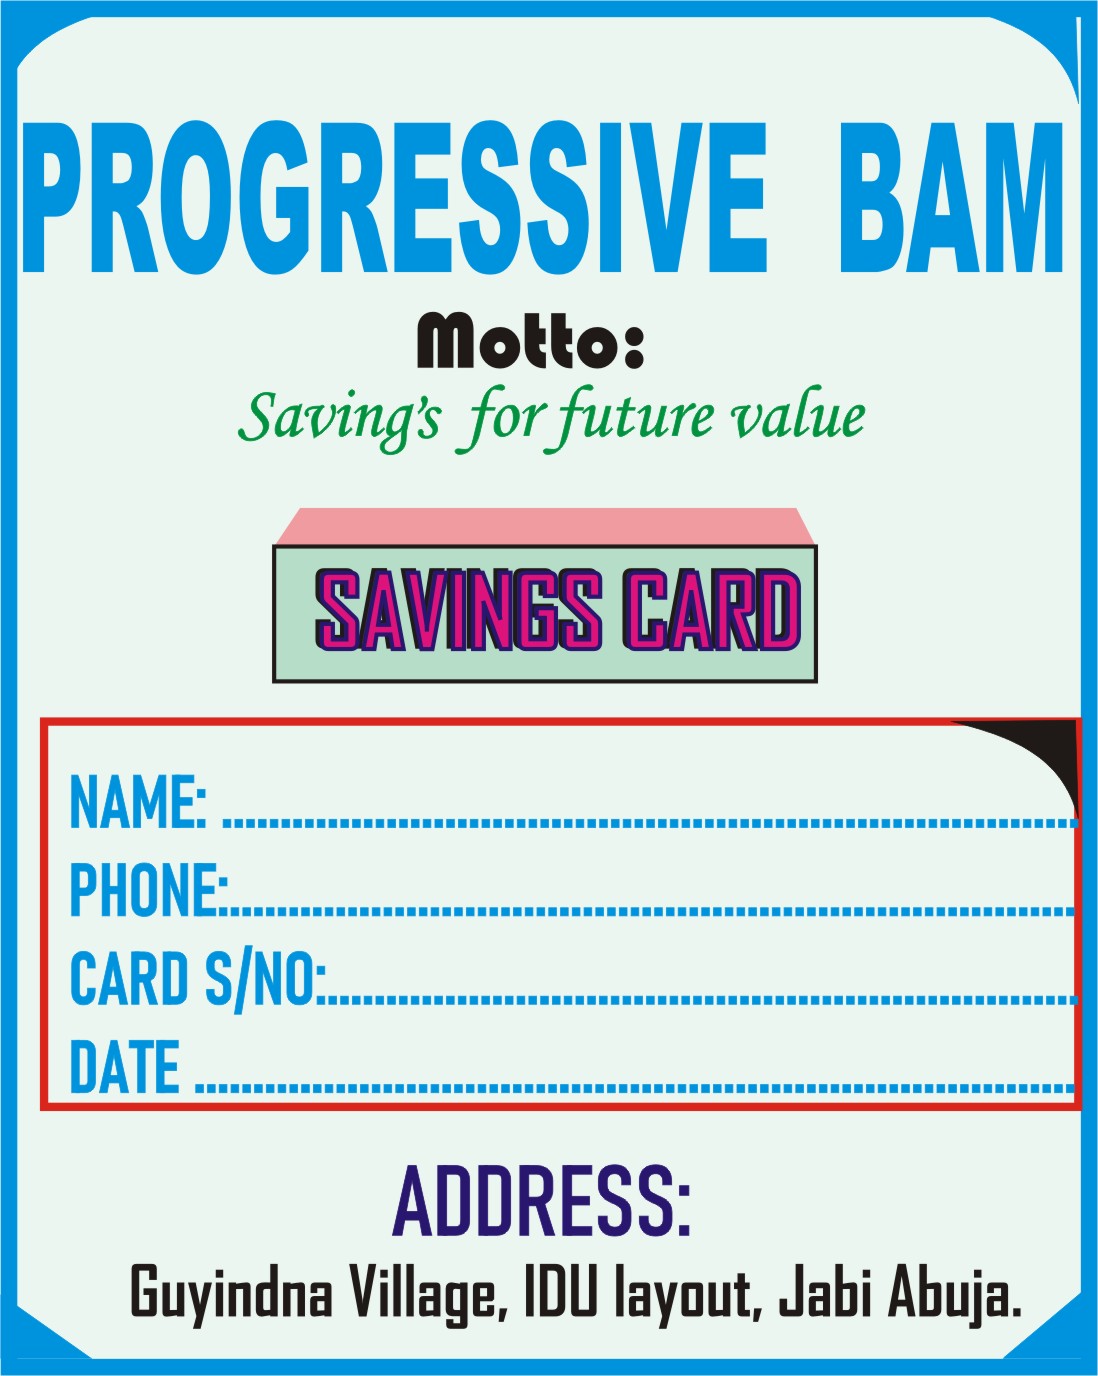 PROGRESSIVE BAM
Motto:
Saving's for future value
SAVINGS CARD
NAME: ................................................................................
PHONE:................................................................................
CARD S/NO:......................................................................
DATE ..................................................................................
ADDRESS:
Guyindna Village, IDU layout, Jabi Abuja.